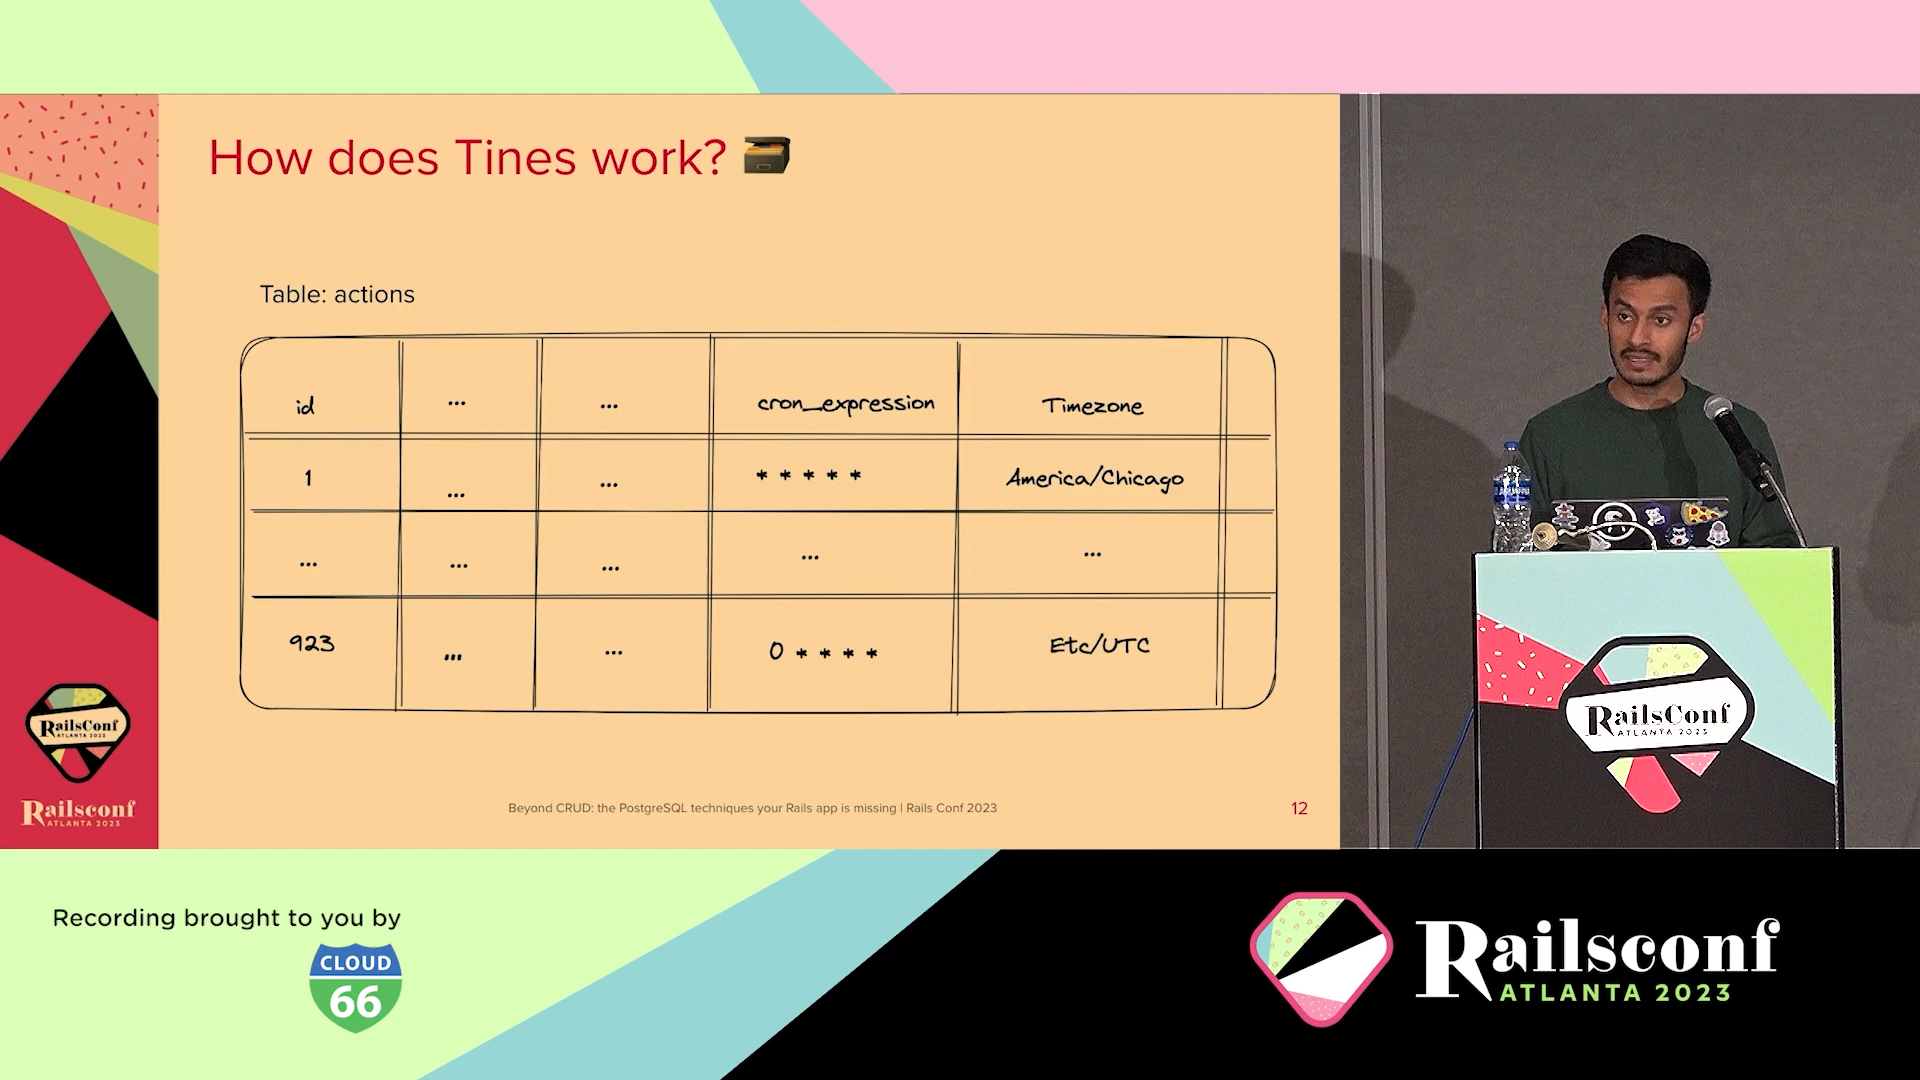 How does Tines work?
Table: actions
id ... ... cron_expression Timezone
1 ... ... * * * * * America/Chicago
... ... ... ... ...
923 ... ... 0 * * * * Etc/UTC
Beyond CRUD: the PostgreSQL techniques your Rails app is missing | Rails Conf 2023
12
RailsConf
ATLANTA 2023
Railsconf
ATLANTA 2023
RailsConf
ATLANTA 2023
Recording brought to you by
CLOUD
66
Railsconf
ATLANTA 2023